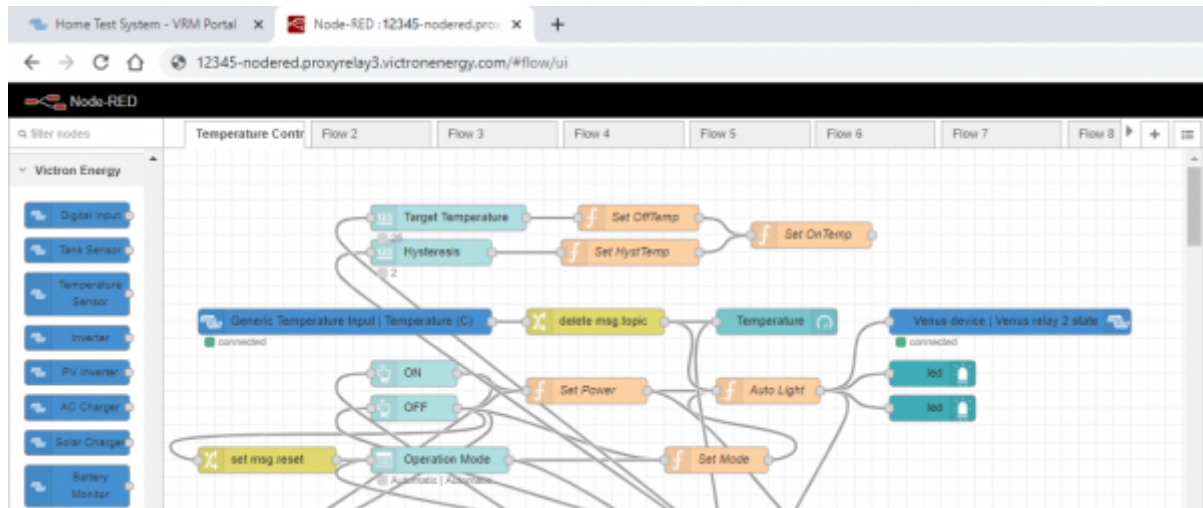 Home Test System - VRM Portal
Node-RED : 12345-nodered.prox
12345-nodered.proxyrelay3.victronenergy.com/#flow/ui
Node-RED
filter nodes
Temperature Contr
Flow 2
Flow 3
Flow 4
Flow 5
Flow 6
Flow 7
Flow 8
Victron Energy
Digital Input
Target Temperature
Set OffTemp
Set OnTemp
Tank Sensor
Hysteresis
Set HystTemp
2
Temperature
Sensor
Generic Temperature Input | Temperature (C)
delete msg.topic
Temperature
Venus device | Venus relay 2 state
connected
connected
Inverter
PV Inverter
ON
Set Power
Auto Light
led
AC Charger
OFF
led
Solar Charger
set msg.reset
Operation Mode
Set Mode
Automatic | Automatic
Battery
Monitor